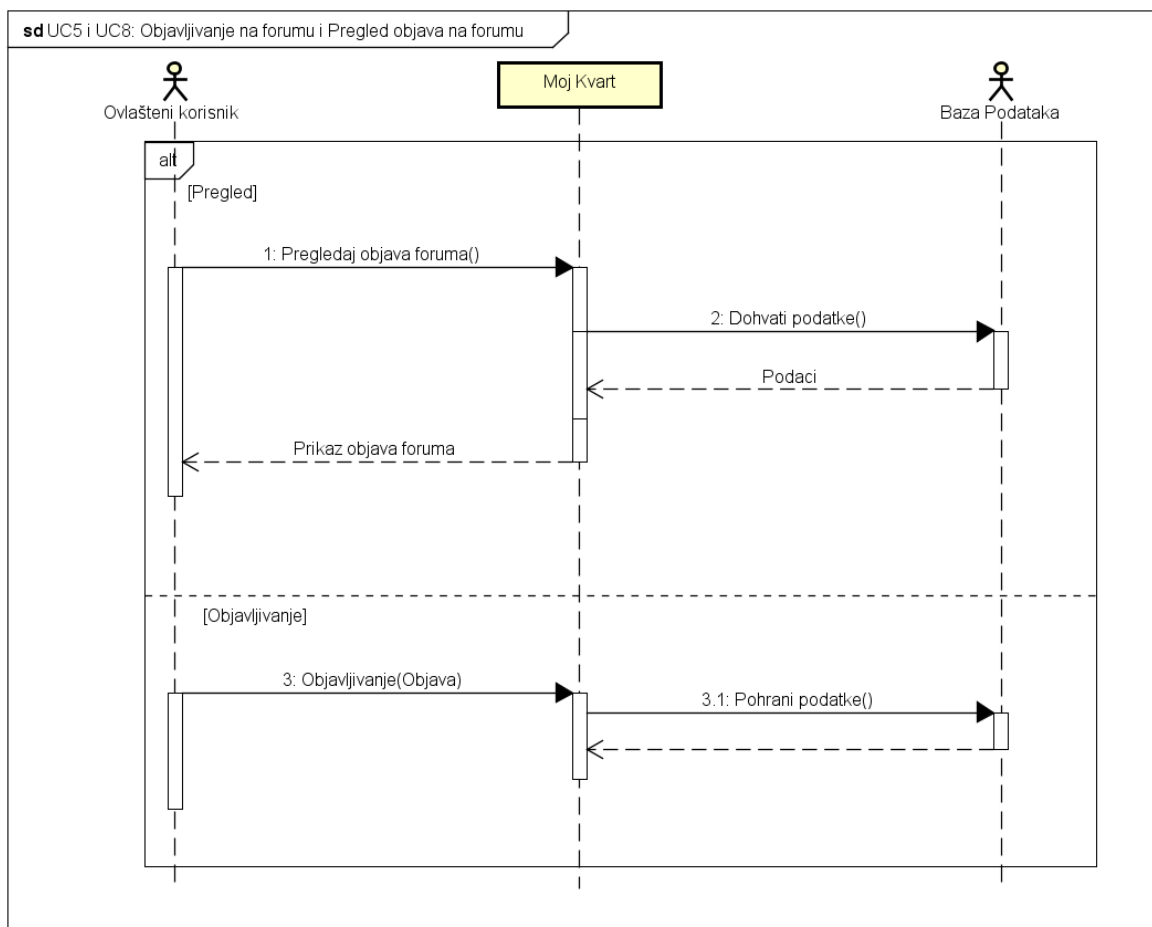 sd UC5 i UC8: Objavljivanje na forumu i Pregled objava na forumu
Ovlašteni korisnik
Moj Kvart
Baza Podataka
alt
[Pregled]
1: Pregledaj objava foruma()
2: Dohvati podatke()
Podaci
Prikaz objava foruma
[Objavljivanje]
3: Objavljivanje(Objava)
3.1: Pohrani podatke()